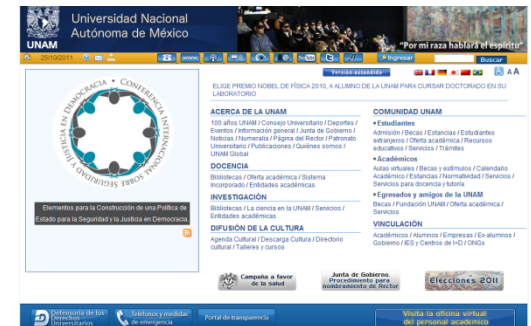 UNAM
Universidad Nacional
Autónoma de México
"Por mi raza hablará el espíritu"
25/10/2011
www
Ingresar
Buscar
Versión extendida
A A
CONFERENCIA INTERNACIONAL SOBRE SEGURIDAD Y JUSTICIA EN DEMOCRACIA
Elementos para la Construcción de una Política de
Estado para la Seguridad y la Justicia en Democracia.
ELIGE PREMIO NOBEL DE FÍSICA 2010, A ALUMNO DE LA UNAM PARA CURSAR DOCTORADO EN SU
LABORATORIO
ACERCA DE LA UNAM
100 años UNAM / Consejo Universitario / Deportes /
Eventos / Información general / Junta de Gobierno /
Noticias / Numeralia / Página del Rector / Patronato
Universitario / Publicaciones / Quiénes somos /
UNAM Global
DOCENCIA
Bibliotecas / Oferta académica / Sistema
Incorporado / Entidades académicas
INVESTIGACIÓN
Bibliotecas / La ciencia en la UNAM / Servicios /
Entidades académicas
DIFUSIÓN DE LA CULTURA
Agenda Cultural / Descarga Cultura / Directorio
cultural / Talleres y cursos
COMUNIDAD UNAM
• Estudiantes
Admisión / Becas / Estancias / Estudiantes
extranjeros / Oferta académica / Recursos
educativos / Servicios / Trámites
• Académicos
Aulas virtuales / Becas y estímulos / Calendario
Académico / Estancias / Normatividad / Servicios /
Servicios para docencia y tutoría
• Egresados y amigos de la UNAM
Becas / Fundación UNAM / Oferta académica /
Servicios
VINCULACIÓN
Académicos / Alumnos / Empresas / Ex-alumnos /
Gobierno / IES y Centros de I+D / ONGs
Campaña a favor
de la salud
Junta de Gobierno.
Procedimiento para
nombramiento de Rector
Elecciones 2011
Defensoría de los
Derechos
Universitarios
Teléfonos y medidas
de emergencia
Portal de transparencia
Visita la oficina virtual
del personal académico